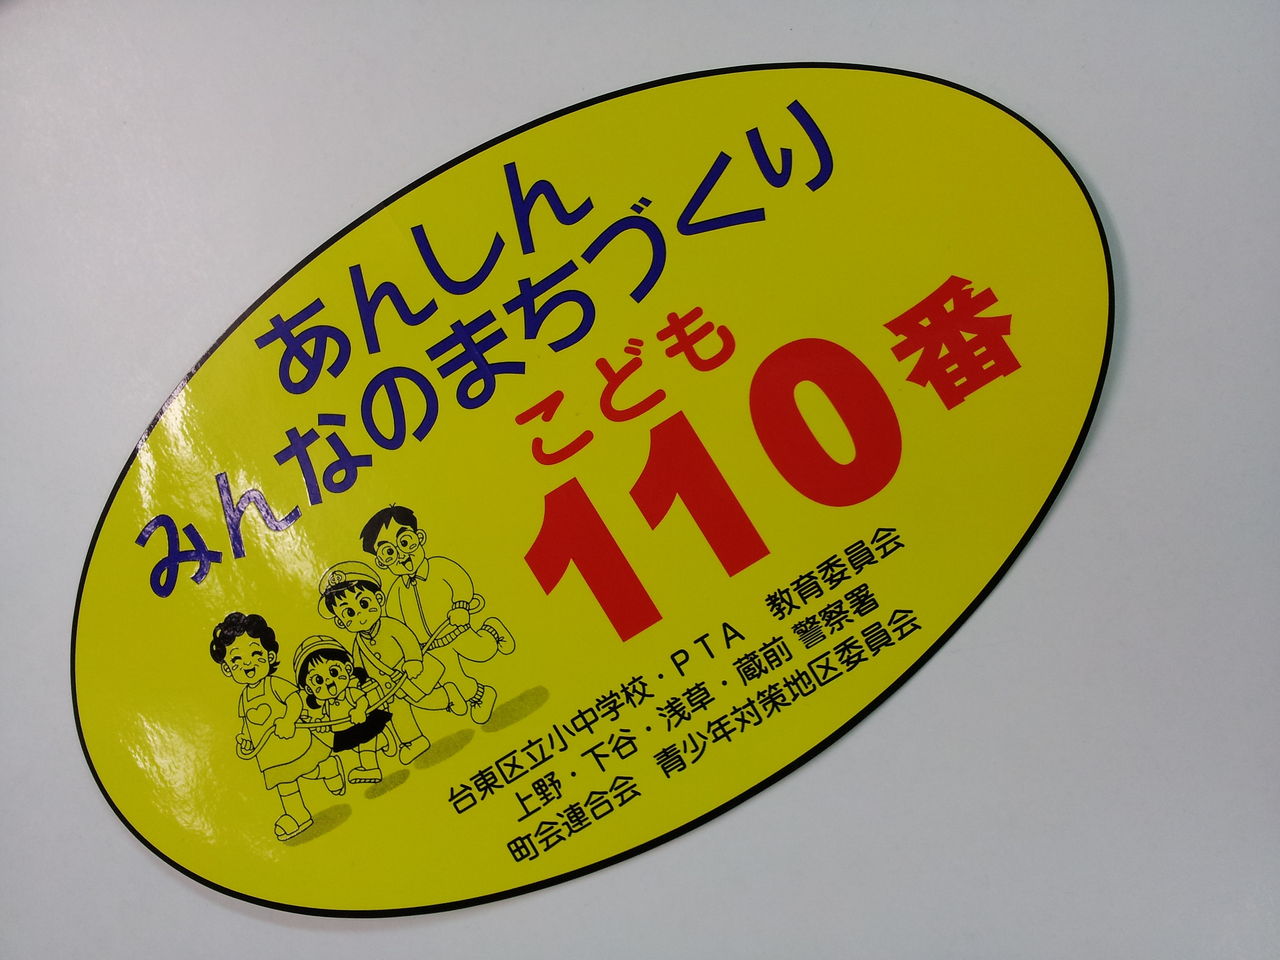 あんしん
みんなのまちづくり
こども
110番
台東区立小中学校・PTA 教育委員会
上野・下谷・浅草・蔵前 警察署
町会連合会 青少年対策地区委員会